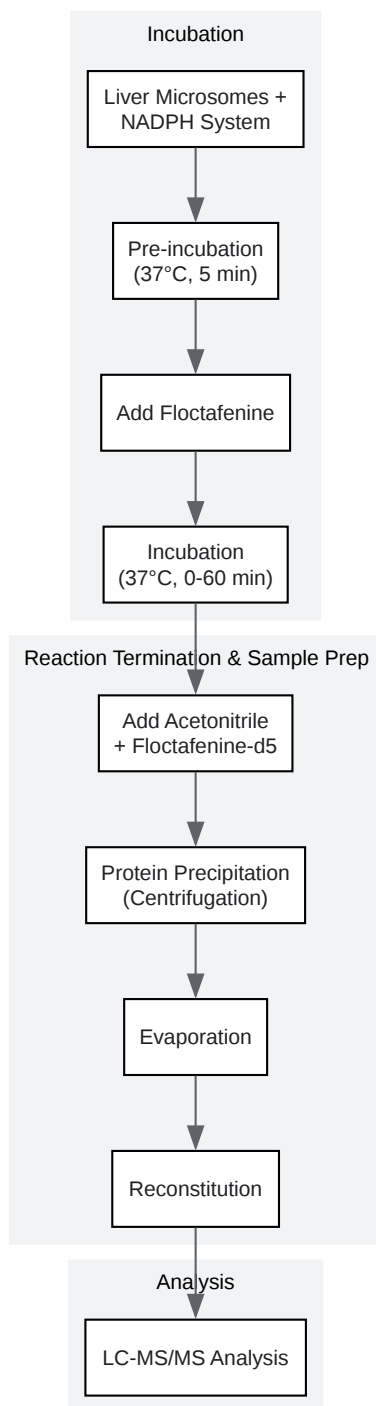 Incubation
Liver Microsomes +
NADPH System
Pre-incubation
(37°C, 5 min)
Add Floctafenine
Incubation
(37°C, 0-60 min)
Reaction Termination & Sample Prep
Add Acetonitrile
+ Floctafenine-d5
Protein Precipitation
(Centrifugation)
Evaporation
Reconstitution
Analysis
LC-MS/MS Analysis